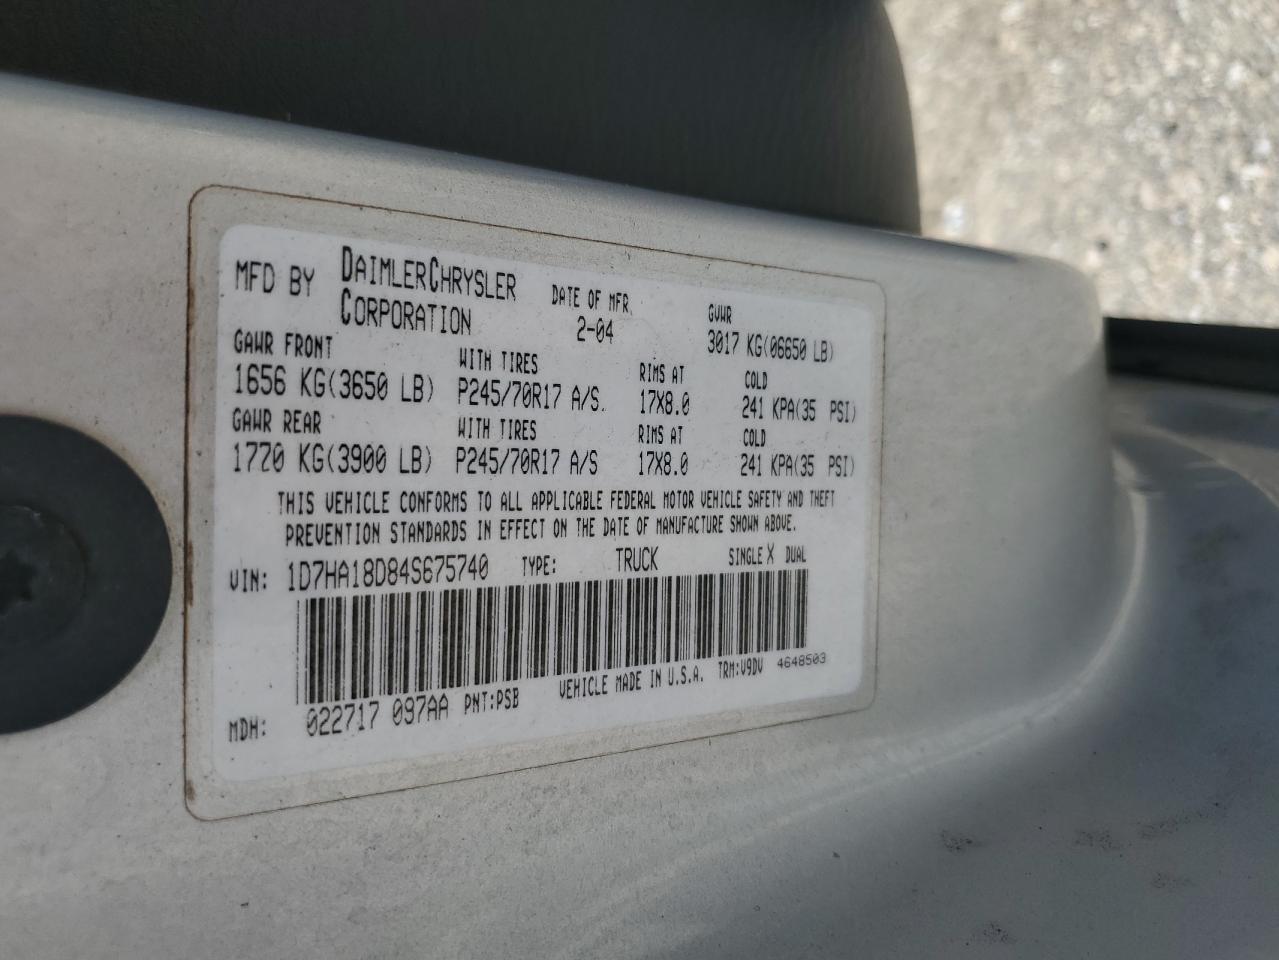 MFD BY DAIMLERCHRYSLER CORPORATION DATE OF MFR. 2-04 GVWR 3017 KG(06650 LB)
GAWR FRONT WITH TIRES RIMS AT COLD
1656 KG(3650 LB) P245/70R17 A/S. 17X8.0 241 KPA(35 PSI)
GAWR REAR WITH TIRES RIMS AT COLD
1770 KG(3900 LB) P245/70R17 A/S 17X8.0 241 KPA(35 PSI)
THIS VEHICLE CONFORMS TO ALL APPLICABLE FEDERAL MOTOR VEHICLE SAFETY AND THEFT
PREVENTION STANDARDS IN EFFECT ON THE DATE OF MANUFACTURE SHOWN ABOVE.
VIN: 1D7HA18D84S675740 TYPE: TRUCK SINGLE X DUAL
MDH: 022717 097AA PNT:PSB VEHICLE MADE IN U.S.A. TRM:V9DV 4648503